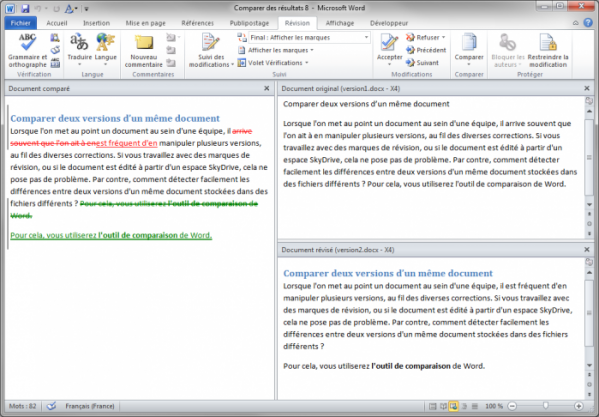 Comparer des résultats 8 - Microsoft Word
Fichier Accueil Insertion Mise en page Références Publipostage Révision Affichage Développeur
ABC
Grammaire et orthographe
Traduire
Langue
Nouveau commentaire
Suivi des modifications
Final : Afficher les marques
Afficher les marques
Volet Vérifications
Accepter
Refuser
Précédent
Suivant
Comparer
Bloquer les auteurs
Restreindre la modification
Vérification Langue Commentaires Suivi Modifications Comparer Protéger
Document comparé
Comparer deux versions d'un même document
Lorsque l'on met au point un document au sein d'une équipe, il arrive
souvent que l'on ait à en est fréquent d'en manipuler plusieurs versions,
au fil des diverses corrections. Si vous travaillez avec des marques de
révision, ou si le document est édité à partir d'un espace SkyDrive, cela ne
pose pas de problème. Par contre, comment détecter facilement les
différences entre deux versions d'un même document stockées dans des
fichiers différents ? Pour cela, vous utiliserez l'outil de comparaison de
Word.
Pour cela, vous utiliserez l'outil de comparaison de Word.
Document original (version1.docx - X4)
Comparer deux versions d'un même document
Lorsque l'on met au point un document au sein d'une équipe, il arrive souvent que
l'on ait à en manipuler plusieurs versions, au fil des diverses corrections. Si vous
travaillez avec des marques de révision, ou si le document est édité à partir d'un
espace SkyDrive, cela ne pose pas de problème. Par contre, comment détecter
facilement les différences entre deux versions d'un même document stockées dans
des fichiers différents ? Pour cela, vous utiliserez l'outil de comparaison de Word.
Document révisé (version2.docx - X4)
Comparer deux versions d'un même document
Lorsque l'on met au point un document au sein d'une équipe, il est fréquent d'en
manipuler plusieurs versions, au fil des diverses corrections. Si vous travaillez avec
des marques de révision, ou si le document est édité à partir d'un espace SkyDrive,
cela ne pose pas de problème. Par contre, comment détecter facilement les
différences entre deux versions d'un même document stockées dans des fichiers
différents ?
Pour cela, vous utiliserez l'outil de comparaison de Word.
Mots : 82 Français (France) 100 %